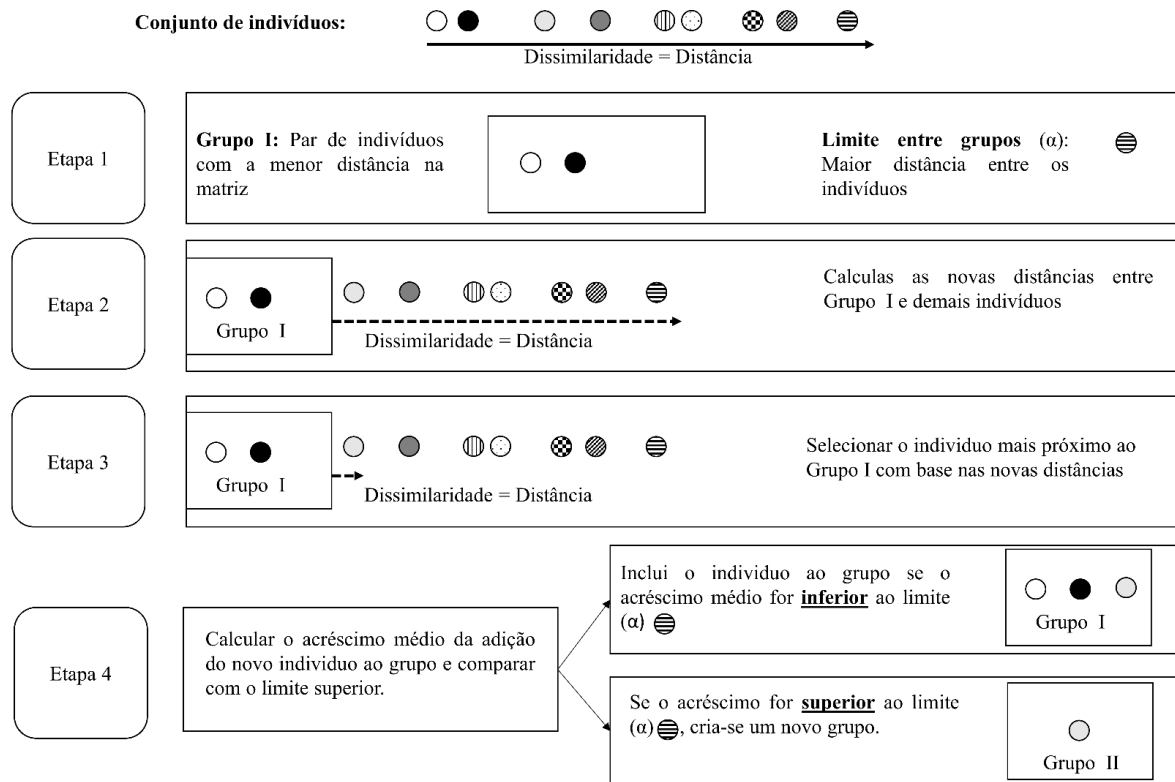 Conjunto de indivíduos:
Dissimilaridade = Distância
Etapa 1
Grupo I: Par de indivíduos
com a menor distância na
matriz
Limite entre grupos (α):
Maior distância entre os
indivíduos
Etapa 2
Grupo I
Dissimilaridade = Distância
Calculas as novas distâncias entre
Grupo I e demais indivíduos
Etapa 3
Grupo I
Dissimilaridade = Distância
Selecionar o individuo mais próximo ao
Grupo I com base nas novas distâncias
Etapa 4
Calcular o acréscimo médio da adição
do novo individuo ao grupo e comparar
com o limite superior.
Inclui o individuo ao grupo se o
acréscimo médio for inferior ao limite
(α)
Grupo I
Se o acréscimo for superior ao limite
(α), cria-se um novo grupo.
Grupo II